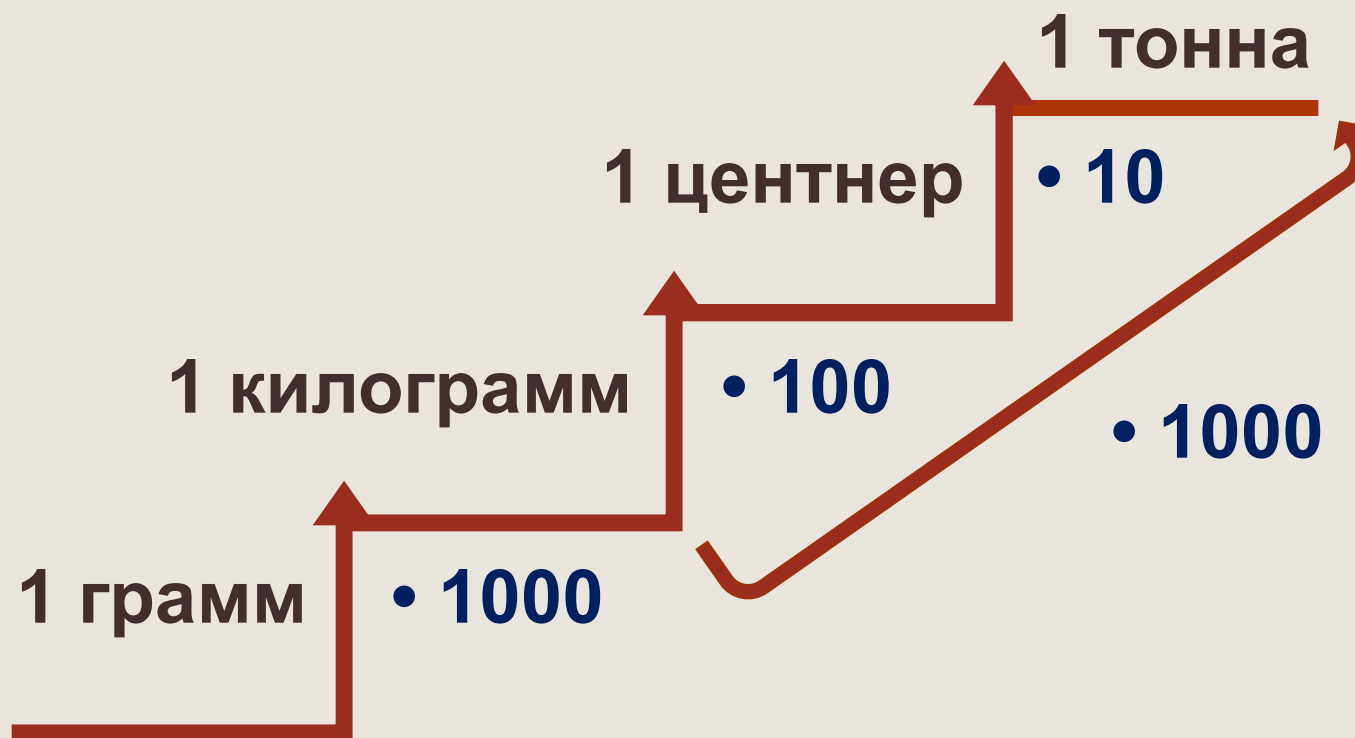 1 тонна
1 центнер
• 10
1 килограмм
• 100
• 1000
1 грамм
• 1000